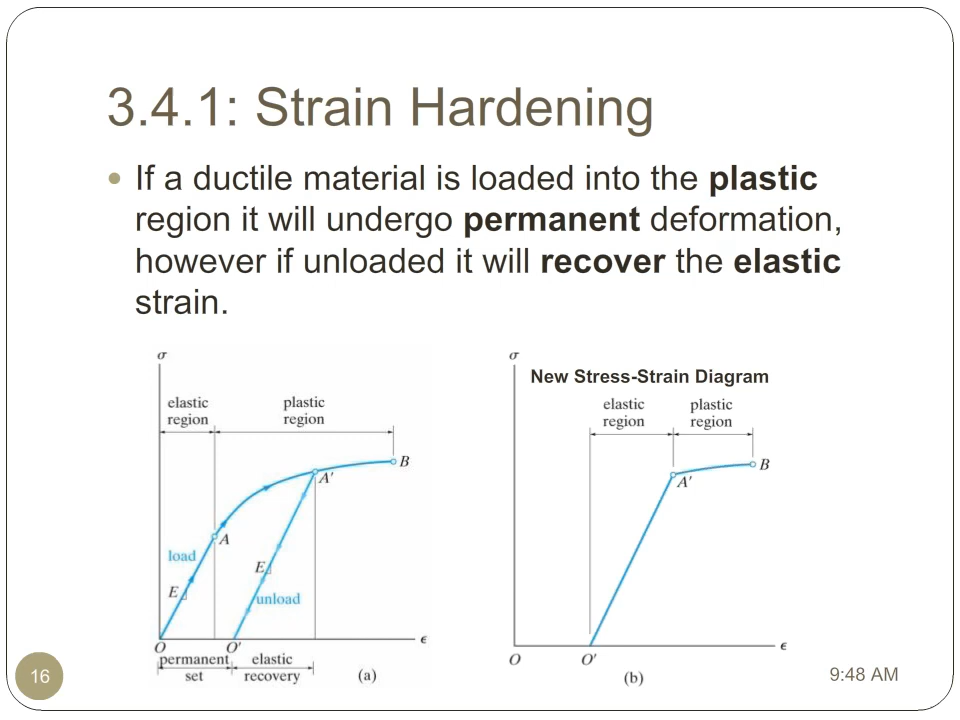 3.4.1: Strain Hardening
• If a ductile material is loaded into the plastic
region it will undergo permanent deformation,
however if unloaded it will recover the elastic
strain.
σ
elastic
region
plastic
region
B
A'
A
load
E
E
unload
O
O'
ϵ
permanent
set
elastic
recovery
(a)
σ
New Stress-Strain Diagram
elastic
region
plastic
region
B
A'
ϵ
O
O'
(b)
16
9:48 AM